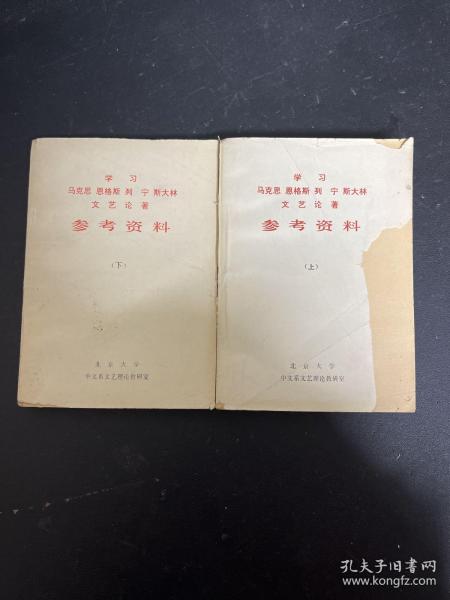 学习
马克思 恩格斯 列 宁 斯大林
文艺论著
参考资料
(下)
北京大学
中文系文艺理论教研室
学习
马克思 恩格斯 列 宁 斯大林
文艺论著
参考资料
(上)
北京大学
中文系文艺理论教研室
孔夫子旧书网
www.kongfz.com